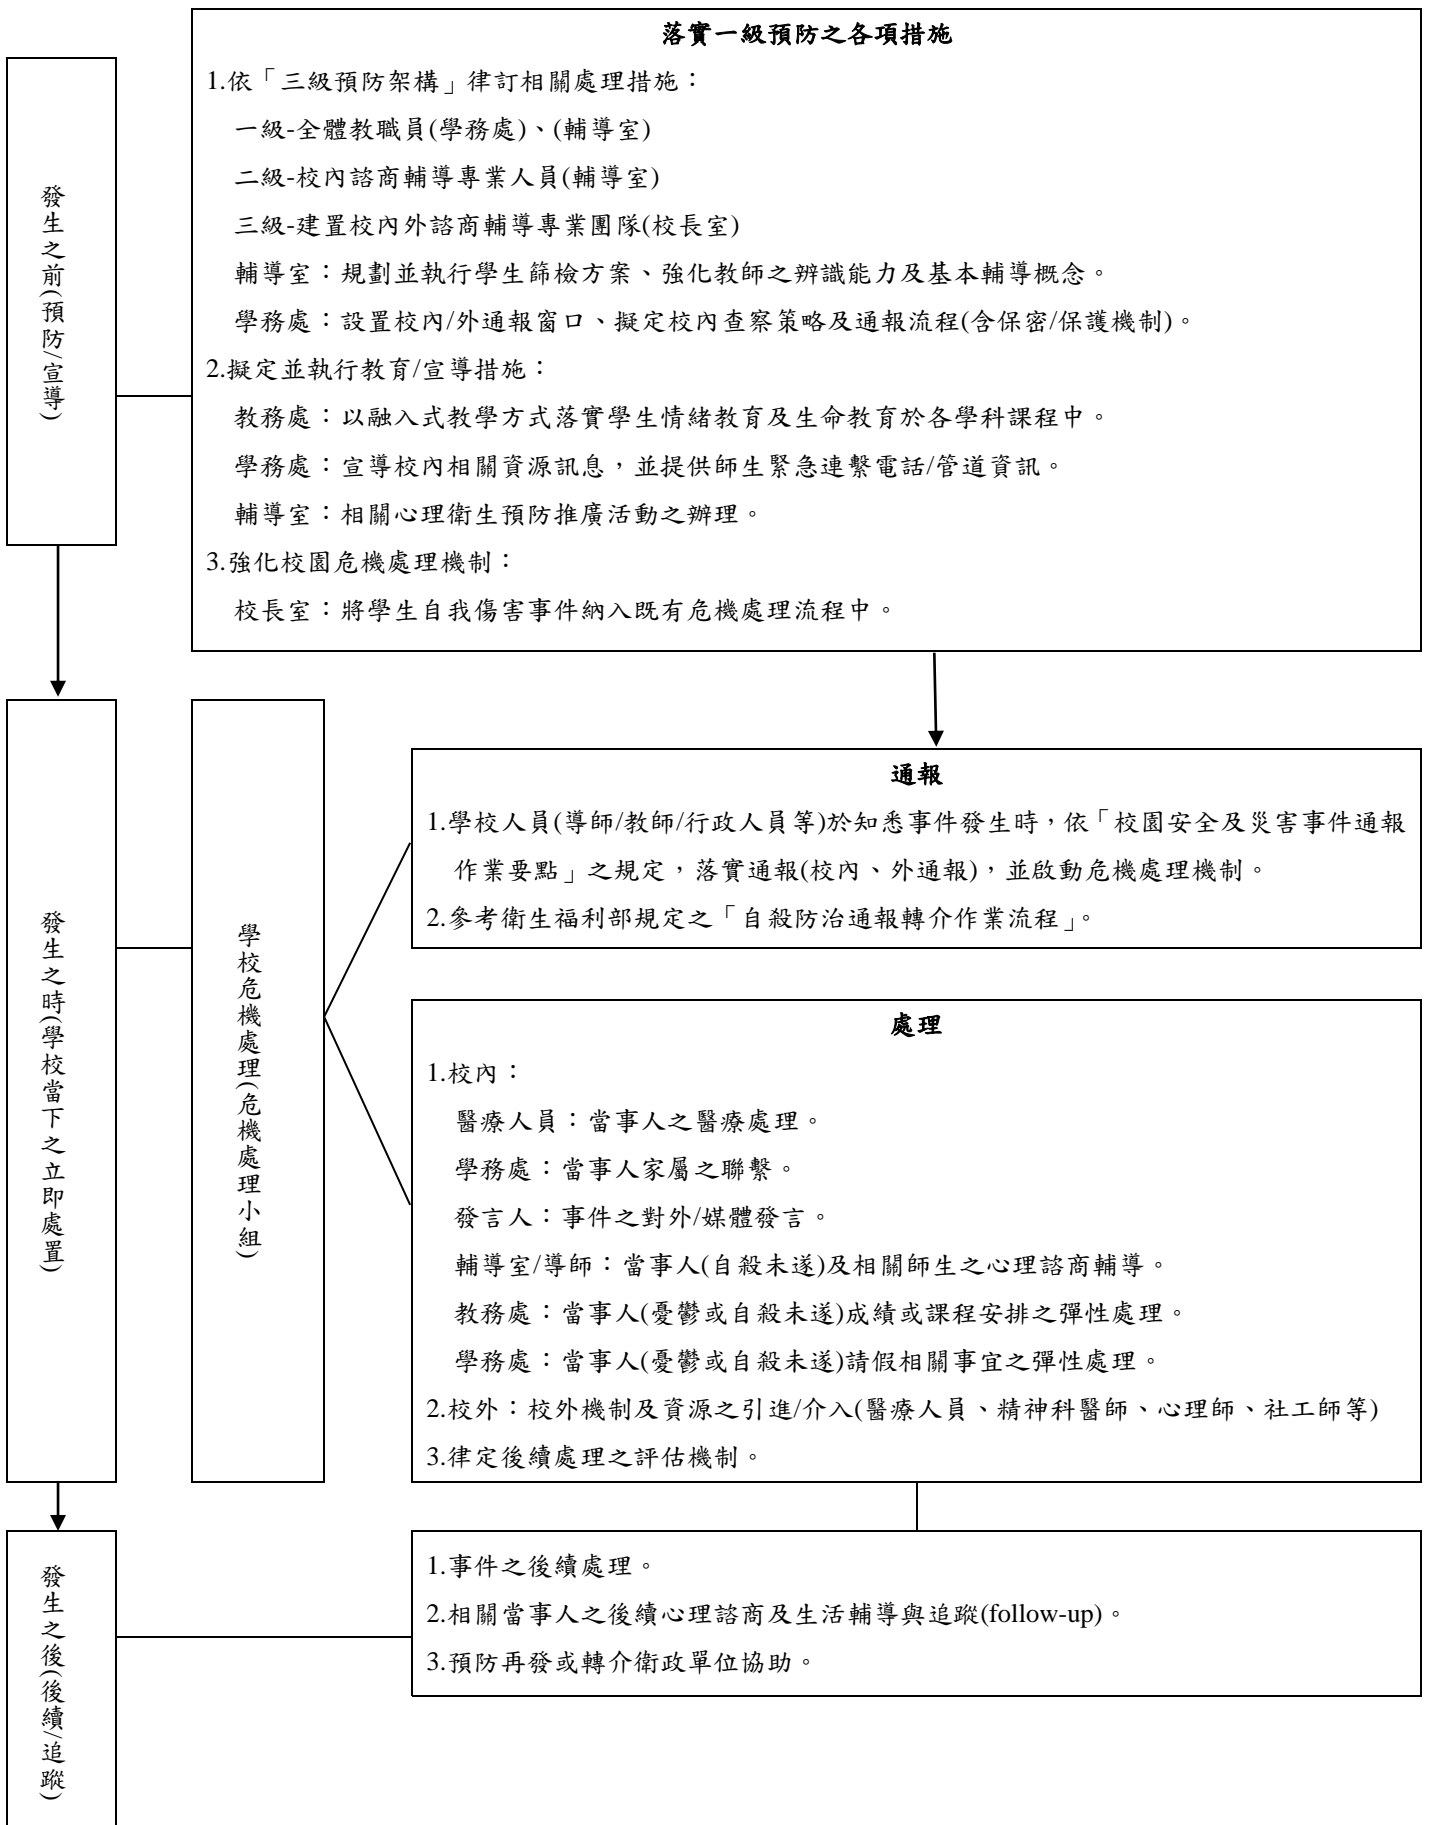 落實一級預防之各項措施
1.依「三級預防架構」律訂相關處理措施：
一級-全體教職員(學務處)、(輔導室)
二級-校內諮商輔導專業人員(輔導室)
三級-建置校內外諮商輔導專業團隊(校長室)
輔導室：規劃並執行學生篩檢方案、強化教師之辨識能力及基本輔導概念。
學務處：設置校內/外通報窗口、擬定校內查察策略及通報流程(含保密/保護機制)。
2.擬定並執行教育/宣導措施：
教務處：以融入式教學方式落實學生情緒教育及生命教育於各學科課程中。
學務處：宣導校內相關資源訊息，並提供師生緊急連繫電話/管道資訊。
輔導室：相關心理衛生預防推廣活動之辦理。
3.強化校園危機處理機制：
校長室：將學生自我傷害事件納入既有危機處理流程中。
發生之前(預防/宣導)
發生之時(學校當下之立即處置)
學校危機處理(危機處理小組)
通報
1.學校人員(導師/教師/行政人員等)於知悉事件發生時，依「校園安全及災害事件通報
作業要點」之規定，落實通報(校內、外通報)，並啟動危機處理機制。
2.參考衛生福利部規定之「自殺防治通報轉介作業流程」。
處理
1.校內：
醫療人員：當事人之醫療處理。
學務處：當事人家屬之聯繫。
發言人：事件之對外/媒體發言。
輔導室/導師：當事人(自殺未遂)及相關師生之心理諮商輔導。
教務處：當事人(憂鬱或自殺未遂)成績或課程安排之彈性處理。
學務處：當事人(憂鬱或自殺未遂)請假相關事宜之彈性處理。
2.校外：校外機制及資源之引進/介入(醫療人員、精神科醫師、心理師、社工師等)
3.律定後續處理之評估機制。
發生之後(後續/追蹤)
1.事件之後續處理。
2.相關當事人之後續心理諮商及生活輔導與追蹤(follow-up)。
3.預防再發或轉介衛政單位協助。